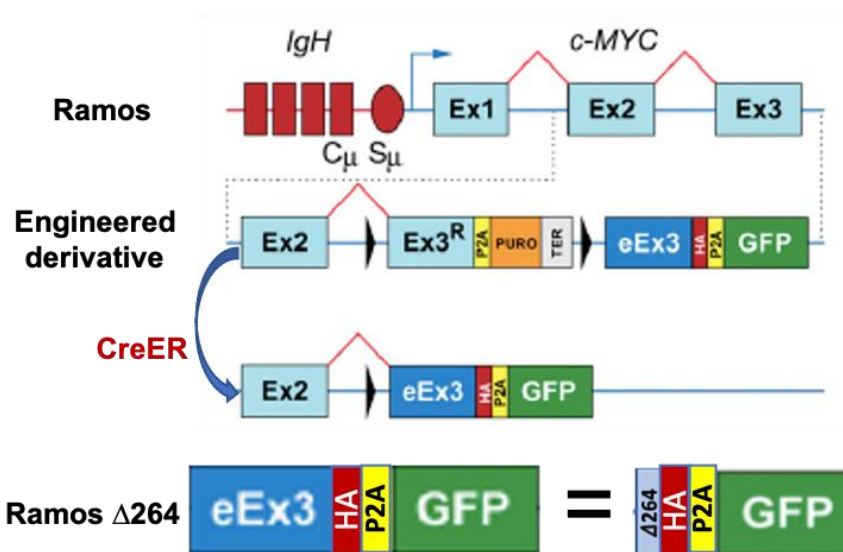 IgH c-MYC
Ramos Ex1 Ex2 Ex3
Cμ Sμ
Engineered derivative Ex2 Ex3R P2A PURO TER eEx3 HA P2A GFP
CreER
Ex2 eEx3 HA P2A GFP
Ramos Δ264 eEx3 HA P2A GFP = Δ264 HA P2A GFP